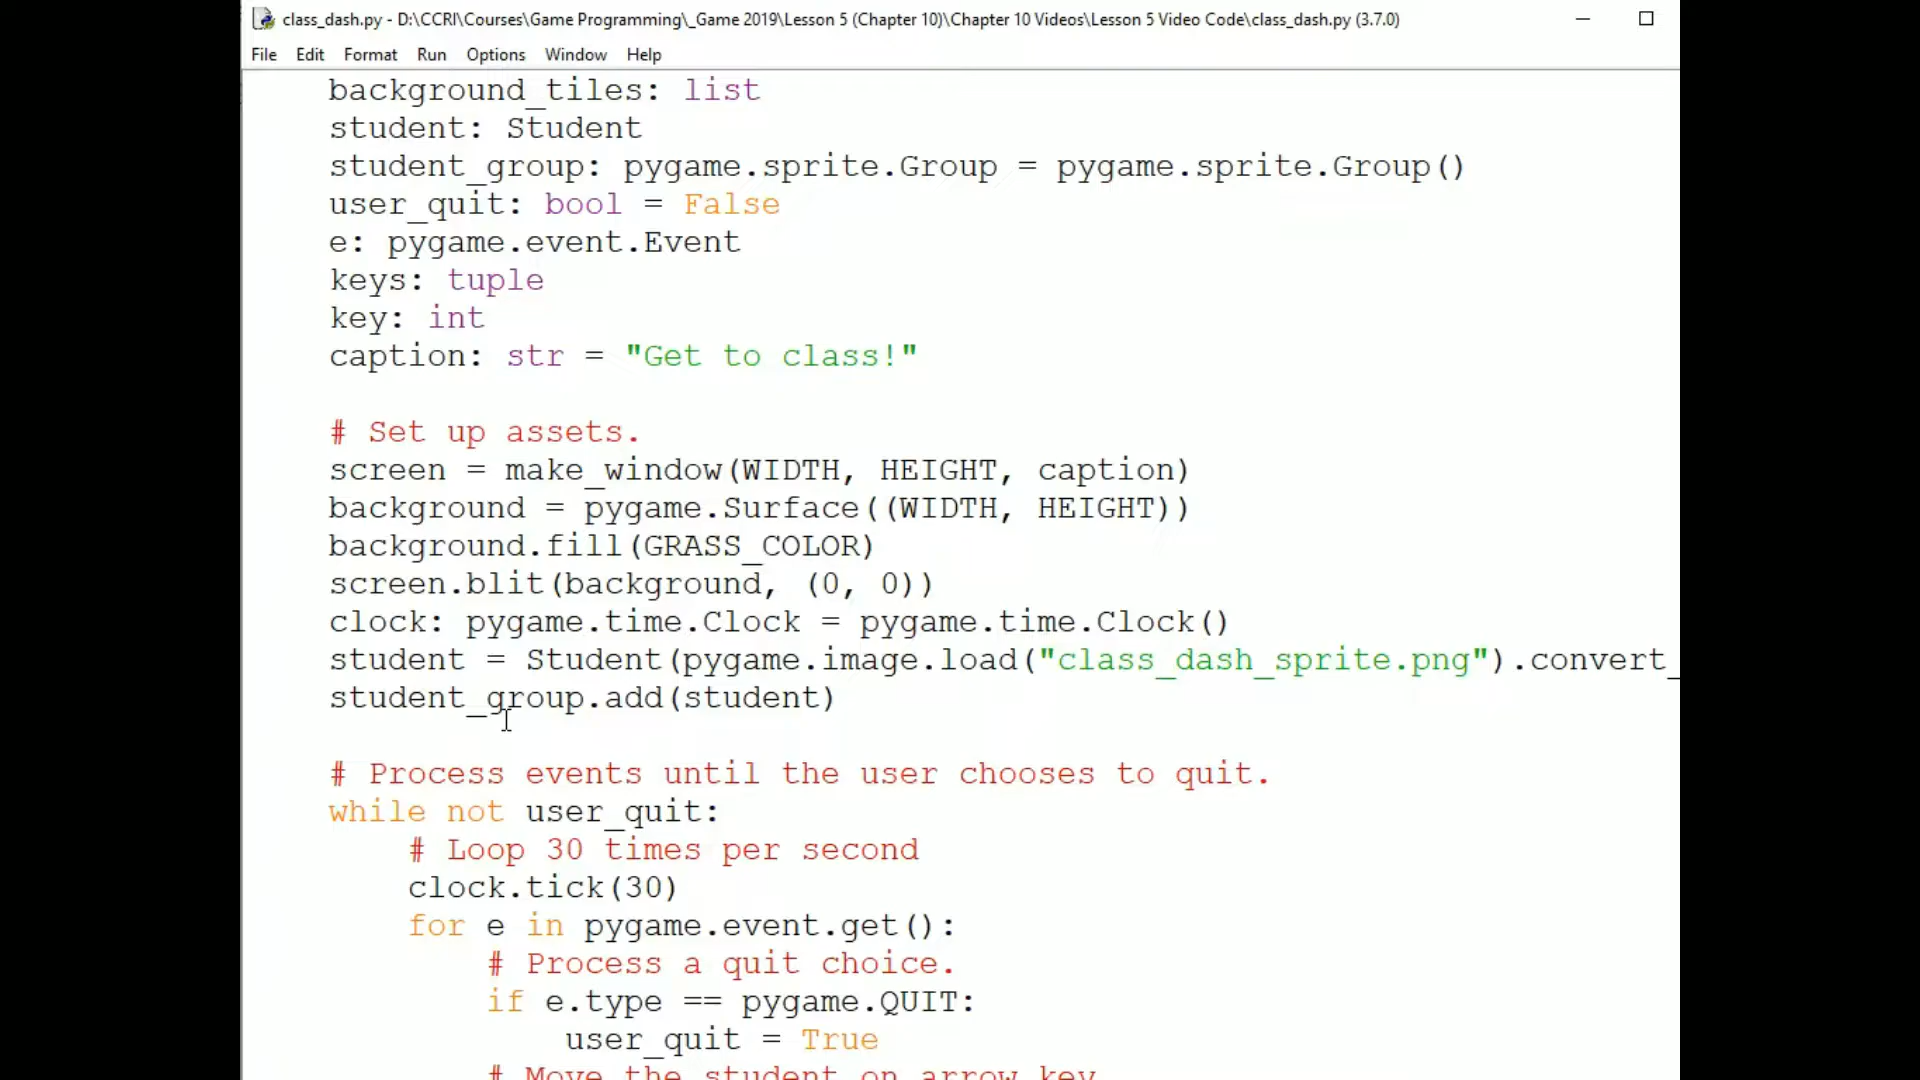 class_dash.py - D:\CCRI\Courses\Game Programming\_Game 2019\Lesson 5 (Chapter 10)\Chapter 10 Videos\Lesson 5 Video Code\class_dash.py (3.7.0)
File Edit Format Run Options Window Help
background_tiles: list
student: Student
student_group: pygame.sprite.Group = pygame.sprite.Group()
user_quit: bool = False
e: pygame.event.Event
keys: tuple
key: int
caption: str = "Get to class!"
# Set up assets.
screen = make_window(WIDTH, HEIGHT, caption)
background = pygame.Surface((WIDTH, HEIGHT))
background.fill(GRASS_COLOR)
screen.blit(background, (0, 0))
clock: pygame.time.Clock = pygame.time.Clock()
student = Student(pygame.image.load("class_dash_sprite.png").convert_
student_group.add(student)
# Process events until the user chooses to quit.
while not user_quit:
# Loop 30 times per second
clock.tick(30)
for e in pygame.event.get():
# Process a quit choice.
if e.type == pygame.QUIT:
user_quit = True
# Move the student on arrow key